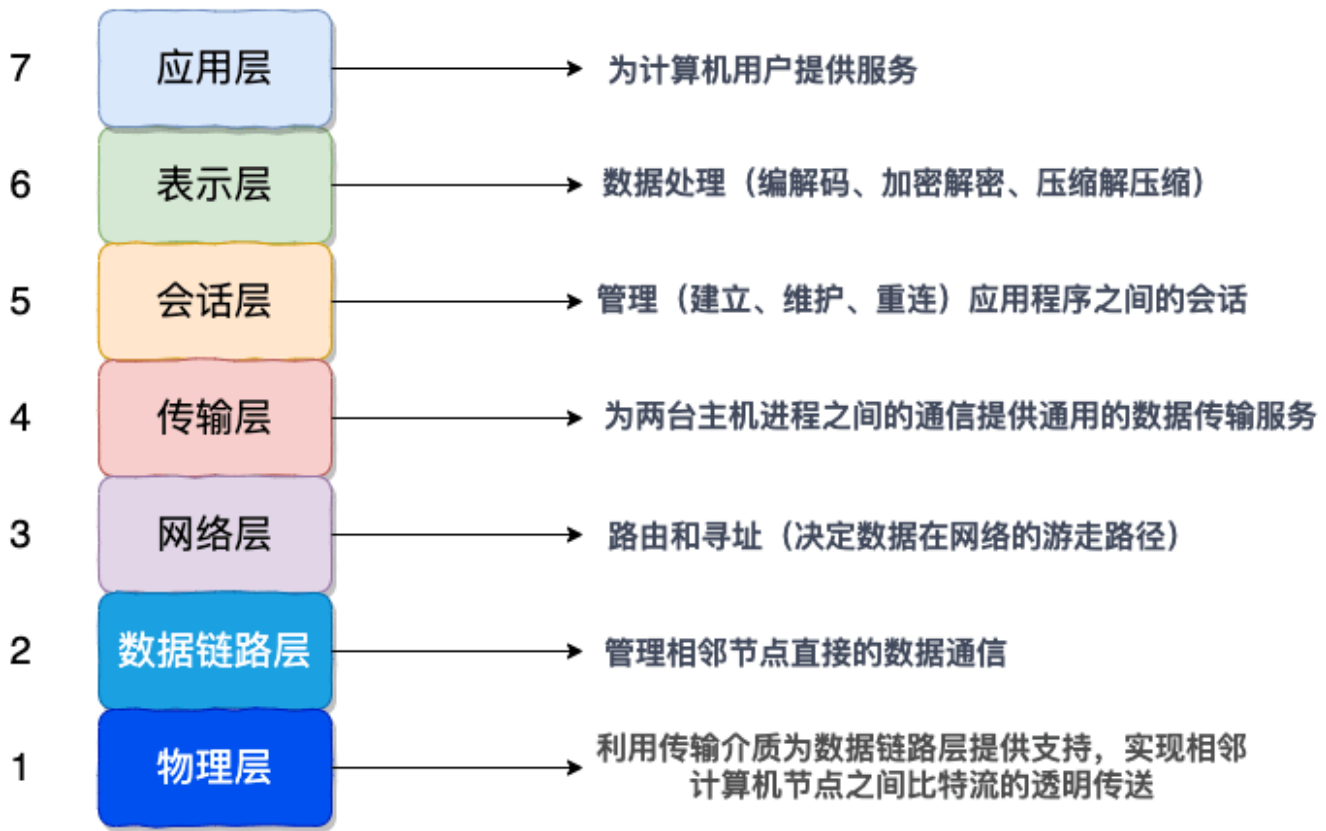 7 应用层 为计算机用户提供服务
6 表示层 数据处理（编解码、加密解密、压缩解压缩）
5 会话层 管理（建立、维护、重连）应用程序之间的会话
4 传输层 为两台主机进程之间的通信提供通用的数据传输服务
3 网络层 路由和寻址（决定数据在网络的游走路径）
2 数据链路层 管理相邻节点直接的数据通信
1 物理层 利用传输介质为数据链路层提供支持，实现相邻
计算机节点之间比特流的透明传送